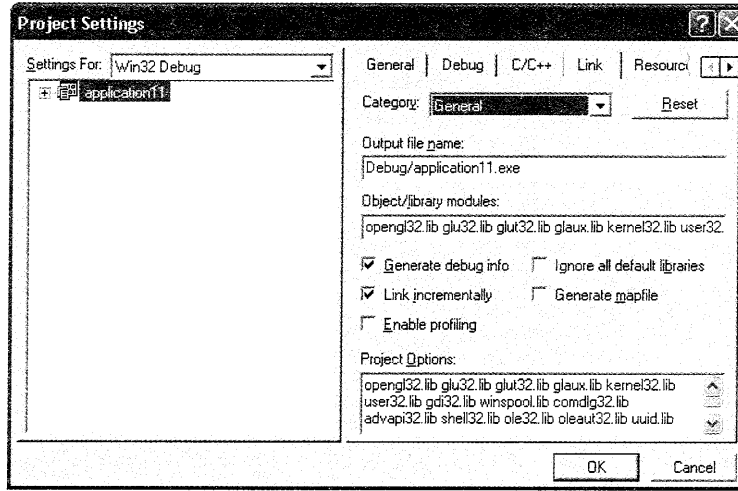 Project Settings
Settings For: Win32 Debug
application11
General Debug C/C++ Link Resourc
Category: General Reset
Output file name:
Debug/application11.exe
Object/library modules:
opengl32.lib glu32.lib glut32.lib glaux.lib kernel32.lib user32.
Generate debug info Ignore all default libraries
Link incrementally Generate mapfile
Enable profiling
Project Options:
opengl32.lib glu32.lib glut32.lib glaux.lib kernel32.lib
user32.lib gdi32.lib winspool.lib comdlg32.lib
advapi32.lib shell32.lib ole32.lib oleaut32.lib uuid.lib
OK Cancel